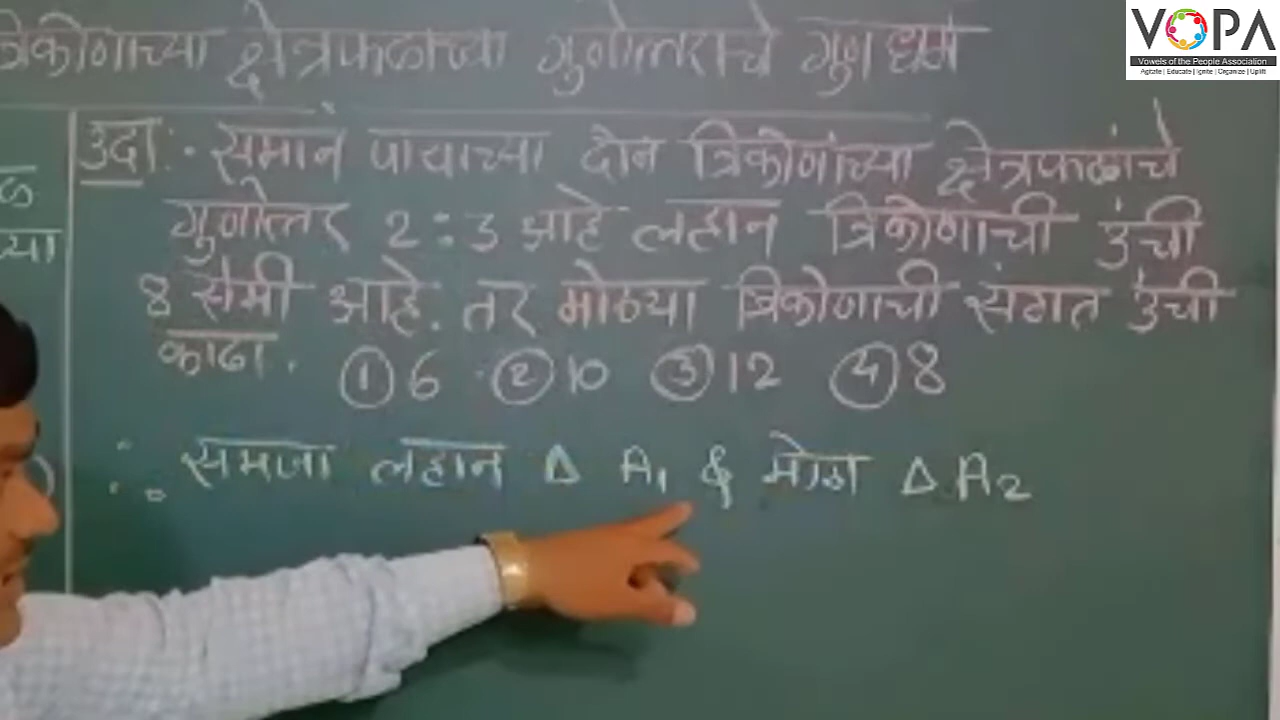 त्रिकोणाच्या क्षेत्रफळाच्या गुणोत्तराचे गुणधर्म
VOPA
Vowels of the People Association
Agitate | Educate | Ignite | Organize | Uplift
ळ
च्या
उदा:- समान पायाच्या दोन त्रिकोणांच्या क्षेत्रफळांचे
गुणोत्तर 2:3 आहे लहान त्रिकोणाची उंची
8 सेमी आहे. तर मोठ्या त्रिकोणाची संगत उंची
काढा. ① 6 ② 10 ③ 12 ④ 8
∴ समजा लहान Δ A₁ & मोठा Δ A₂